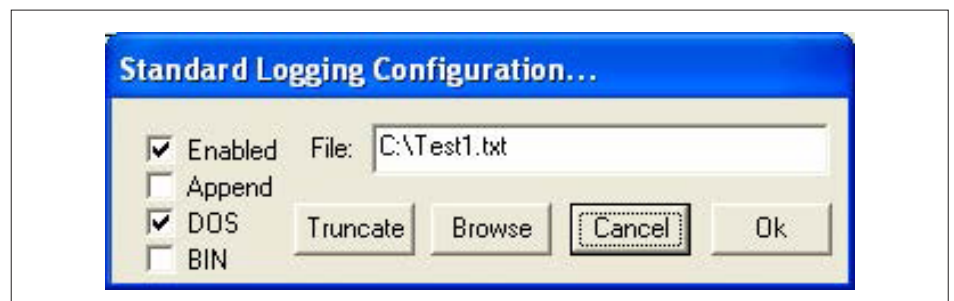 Standard Logging Configuration...
Enabled
File:
C:\Test1.txt
Append
DOS
Truncate
Browse
Cancel
Ok
BIN